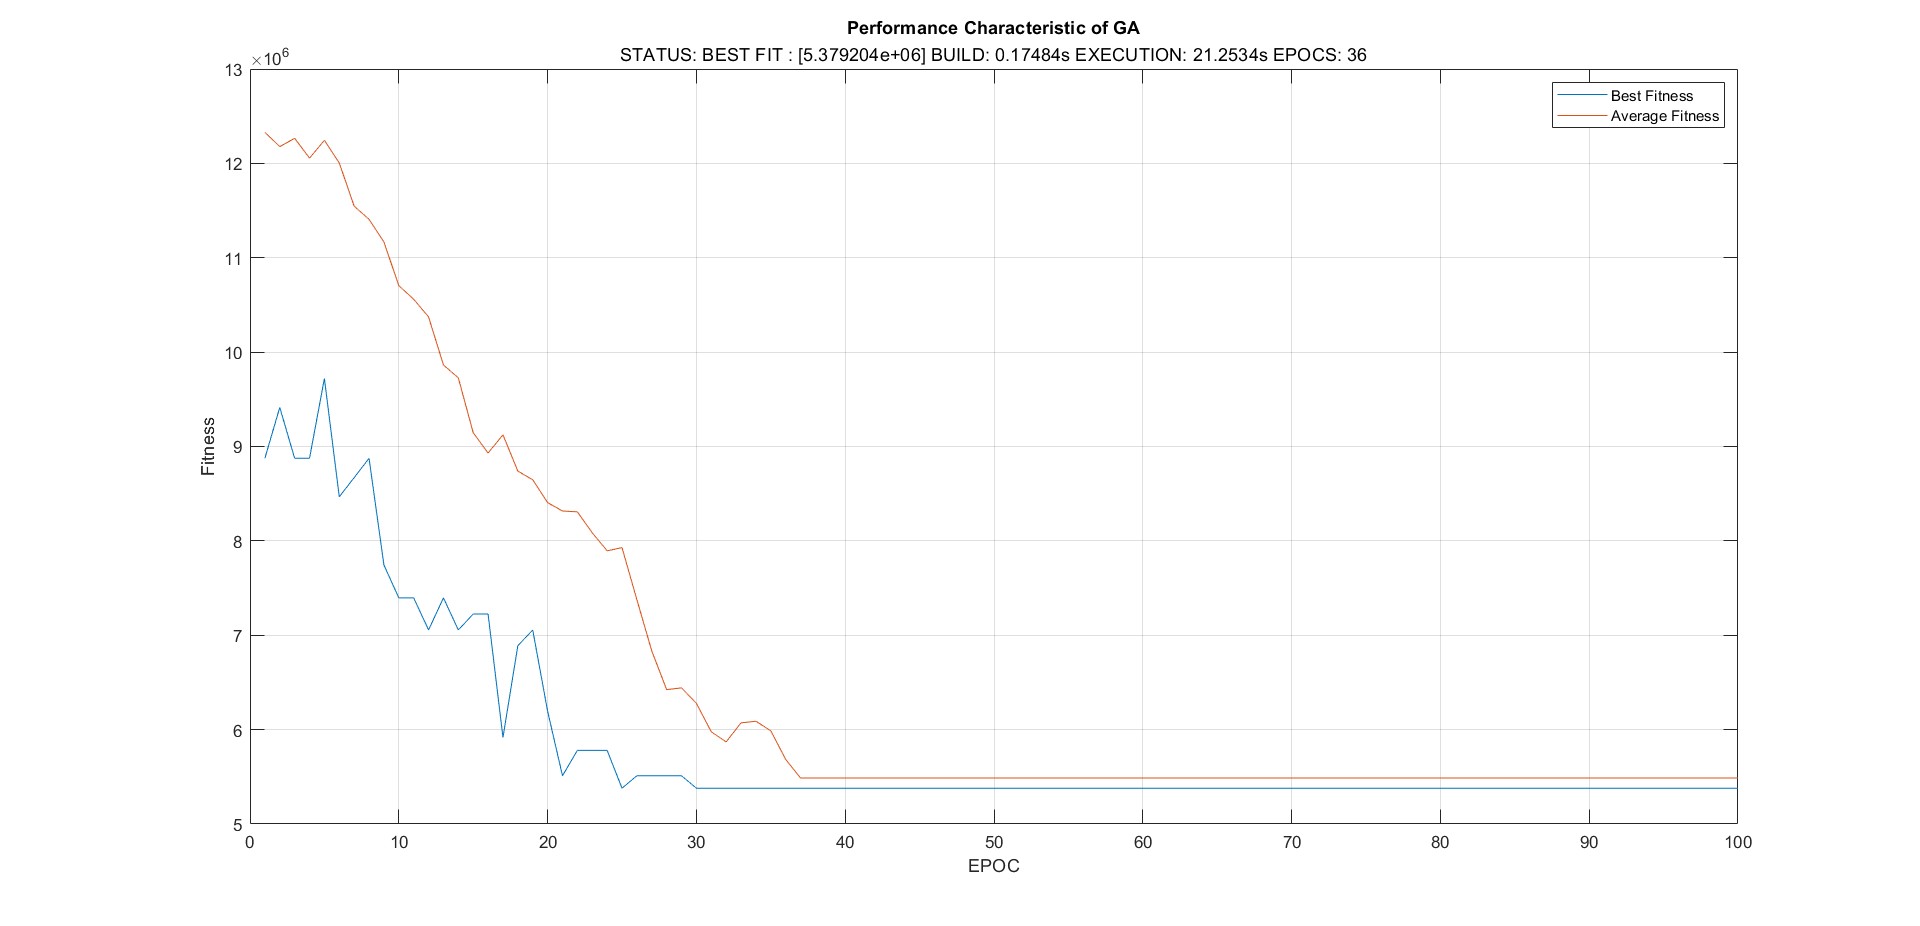 Performance Characteristic of GA
STATUS: BEST FIT : [5.379204e+06] BUILD: 0.17484s EXECUTION: 21.2534s EPOCS: 36
×10⁶
13
12
11
10
9
8
7
6
5
Fitness
Best Fitness
Average Fitness
0 10 20 30 40 50 60 70 80 90 100
EPOC